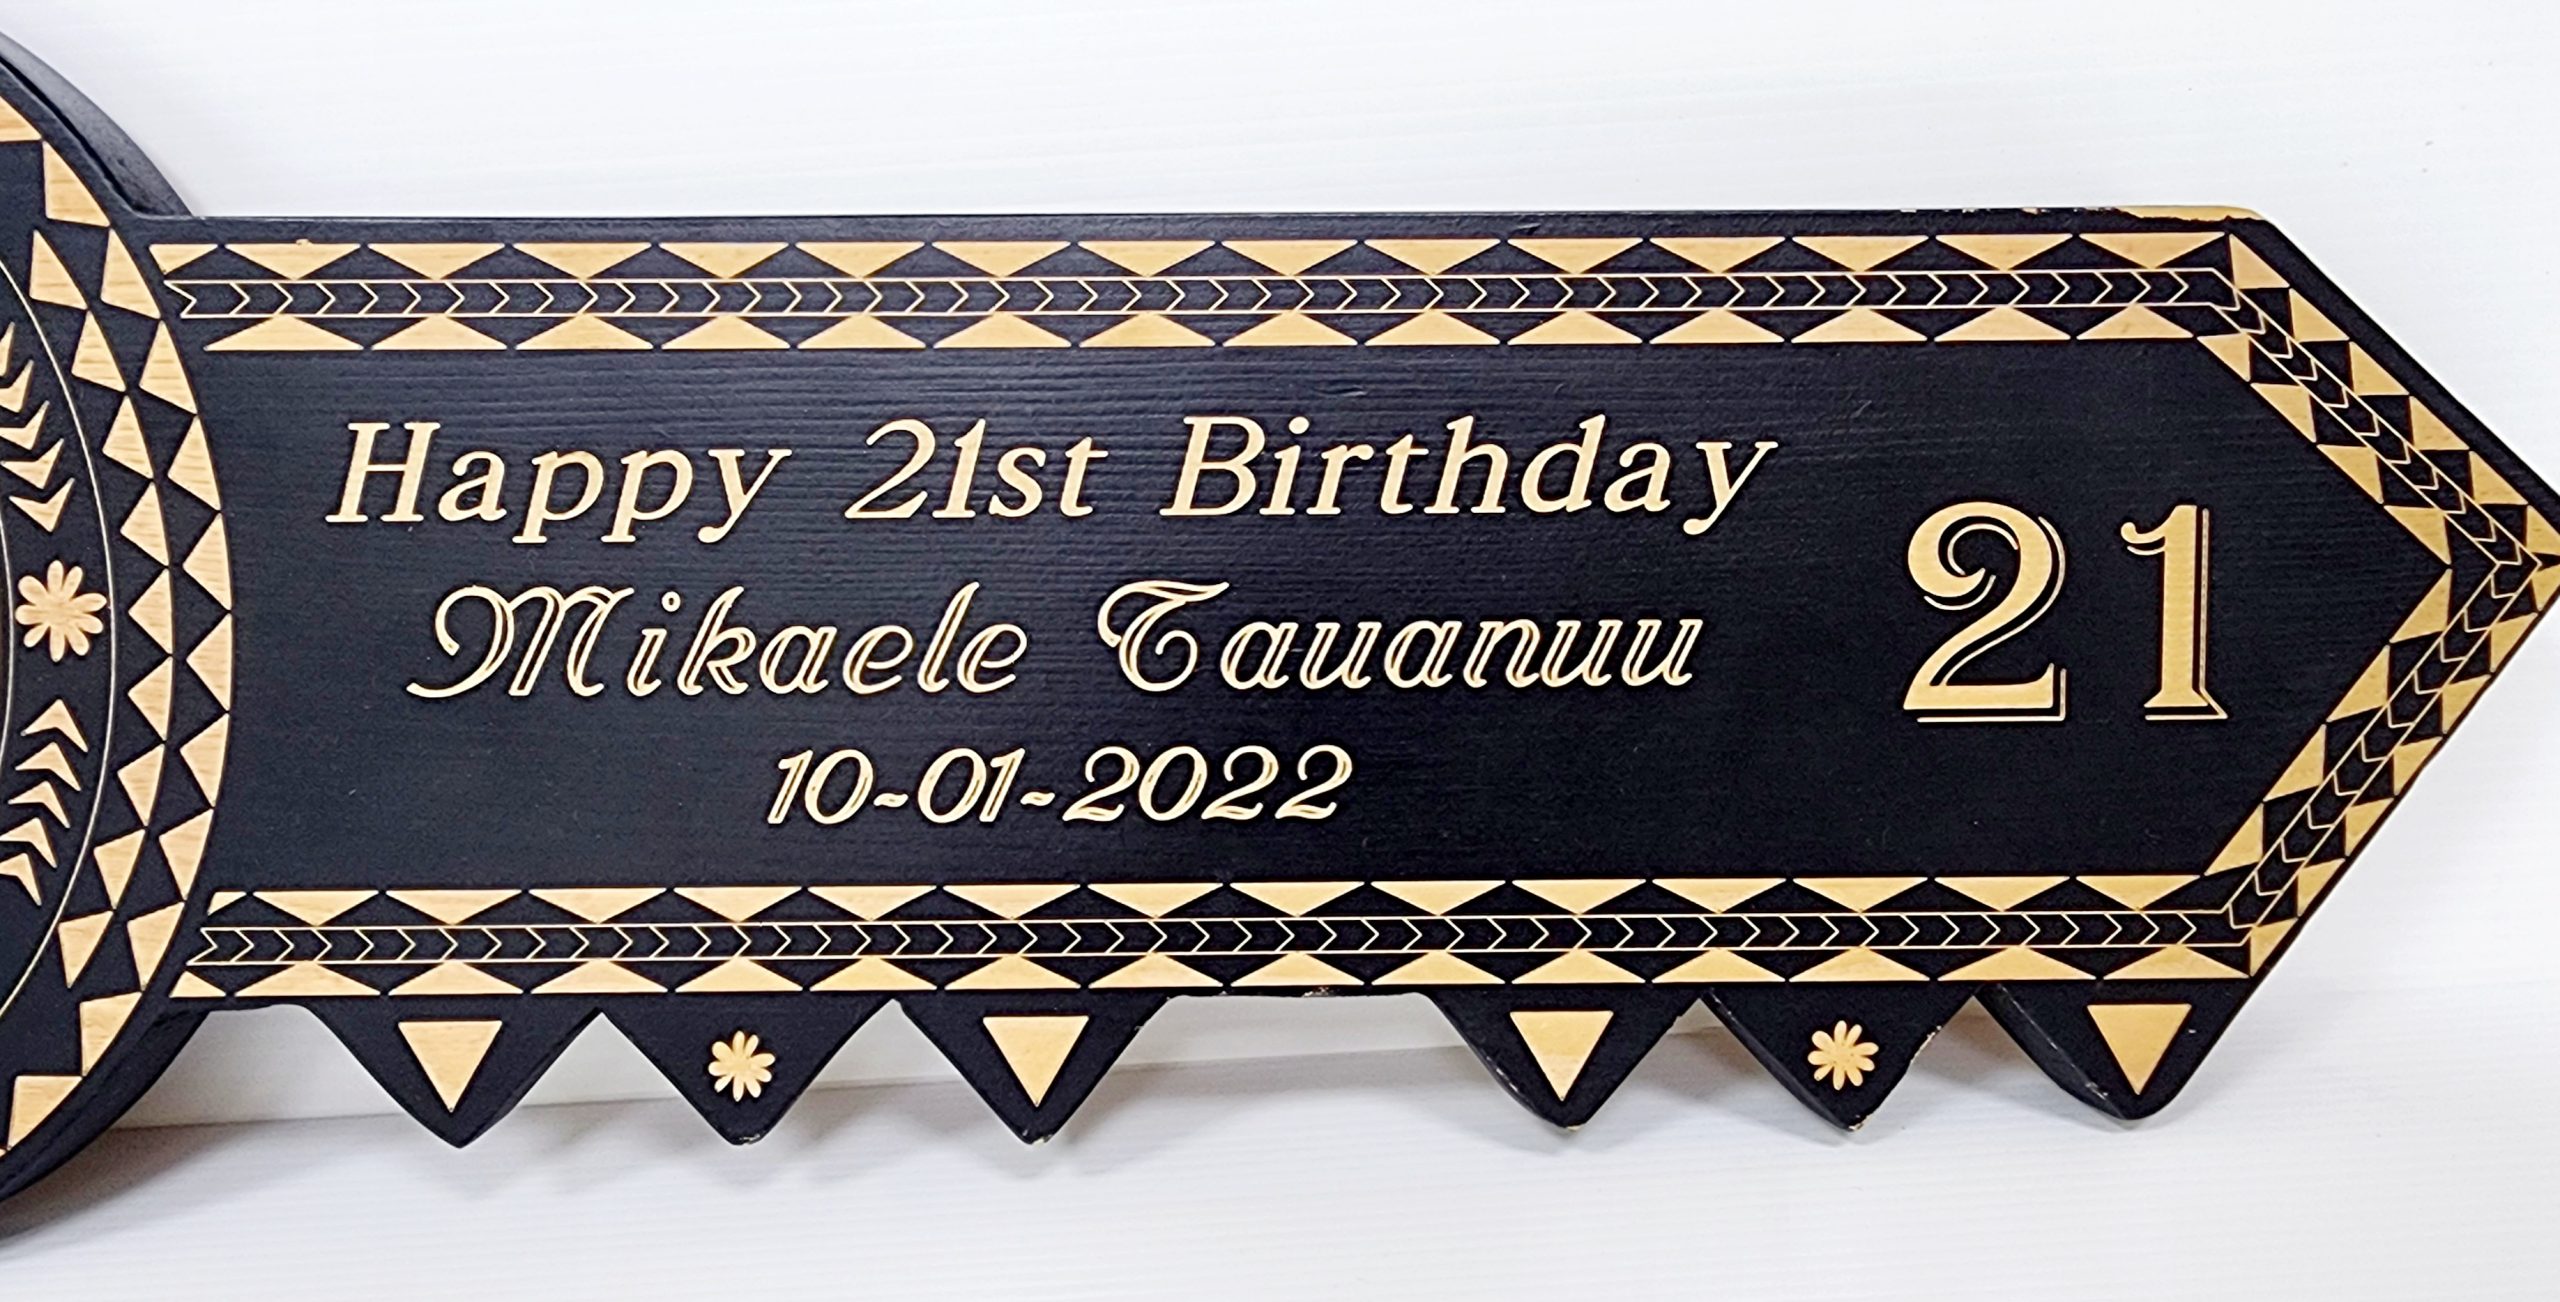 Happy 21st Birthday
Mikaele Tauanuu
10-01-2022
21